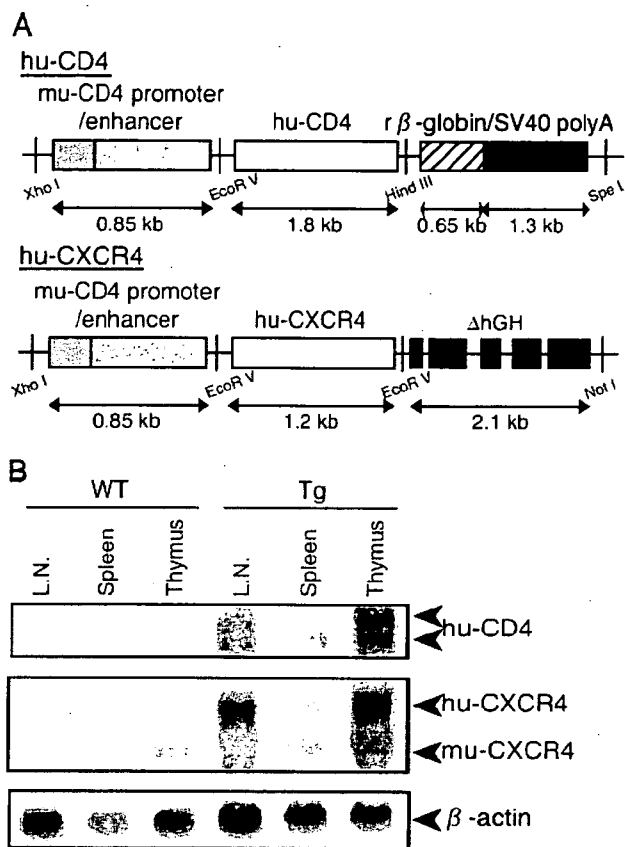 A
hu-CD4
mu-CD4 promoter
/enhancer
hu-CD4
r β-globin/SV40 polyA
Xho I
EcoR V
Hind III
Spe I
0.85 kb
1.8 kb
0.65 kb
1.3 kb
hu-CXCR4
mu-CD4 promoter
/enhancer
hu-CXCR4
ΔhGH
Xho I
EcoR V
EcoR V
Not I
0.85 kb
1.2 kb
2.1 kb
B
WT
Tg
L.N.
Spleen
Thymus
L.N.
Spleen
Thymus
hu-CD4
hu-CXCR4
mu-CXCR4
β-actin